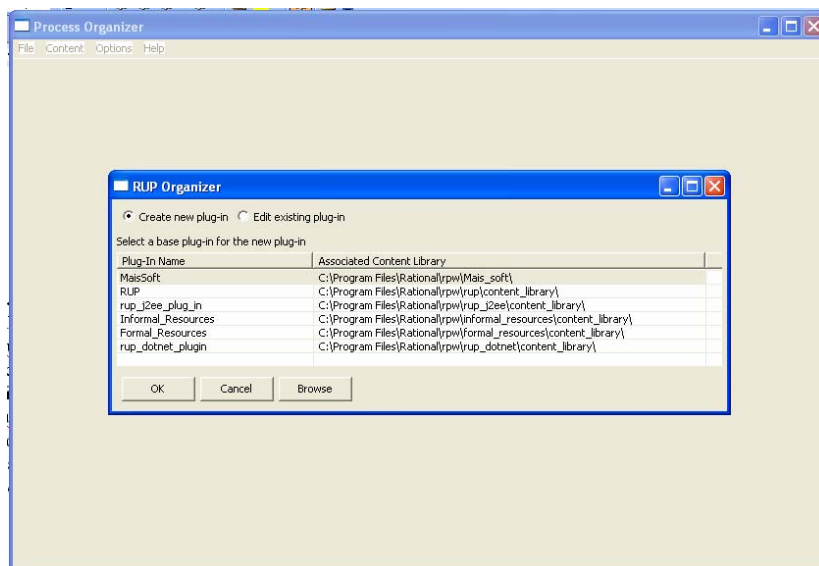 Process Organizer
File Content Options Help
RUP Organizer
Create new plug-in Edit existing plug-in
Select a base plug-in for the new plug-in
Plug-In Name Associated Content Library
MaisSoft C:\Program Files\Rational\rpw\Mais_soft\
RUP C:\Program Files\Rational\rpw\rup\content_library\
rup_j2ee_plug_in C:\Program Files\Rational\rpw\rup_j2ee\content_library\
Informal_Resources C:\Program Files\Rational\rpw\informal_resources\content_library\
Formal_Resources C:\Program Files\Rational\rpw\formal_resources\content_library\
rup_dotnet_plugin C:\Program Files\Rational\rpw\rup_dotnet\content_library\
OK Cancel Browse